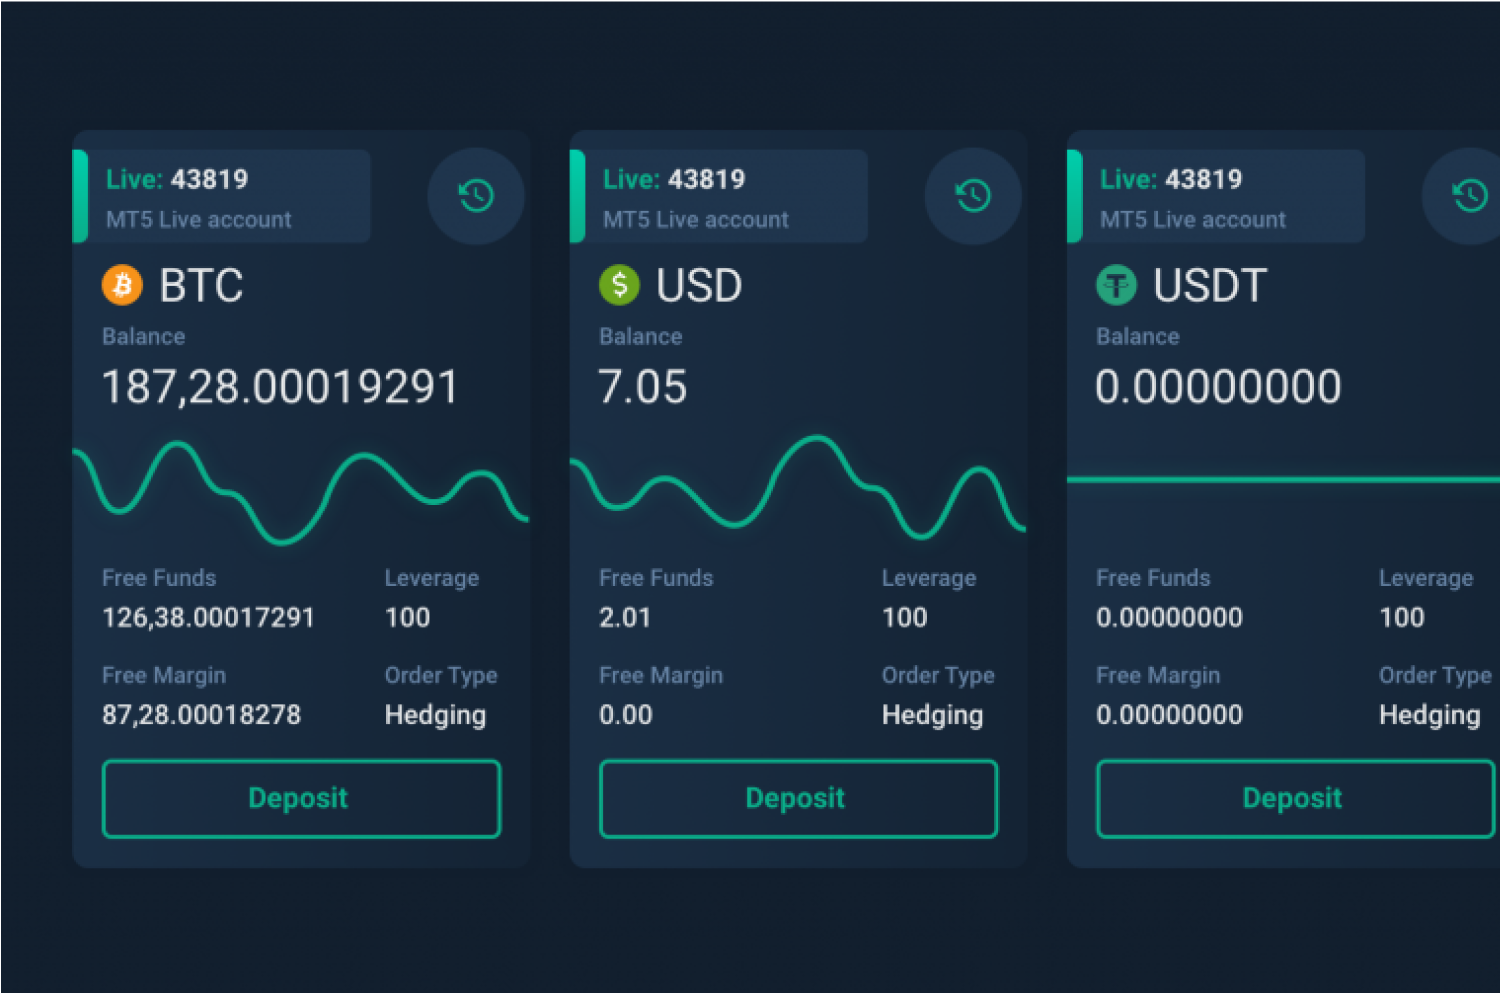 Live: 43819
MT5 Live account
BTC
Balance
187,28.00019291
Free Funds
Leverage
126,38.00017291
100
Free Margin
Order Type
87,28.00018278
Hedging
Deposit
Live: 43819
MT5 Live account
$ USD
Balance
7.05
Free Funds
Leverage
2.01
100
Free Margin
Order Type
0.00
Hedging
Deposit
Live: 43819
MT5 Live account
USDT
Balance
0.00000000
Free Funds
Leverage
0.00000000
100
Free Margin
Order Type
0.00000000
Hedging
Deposit